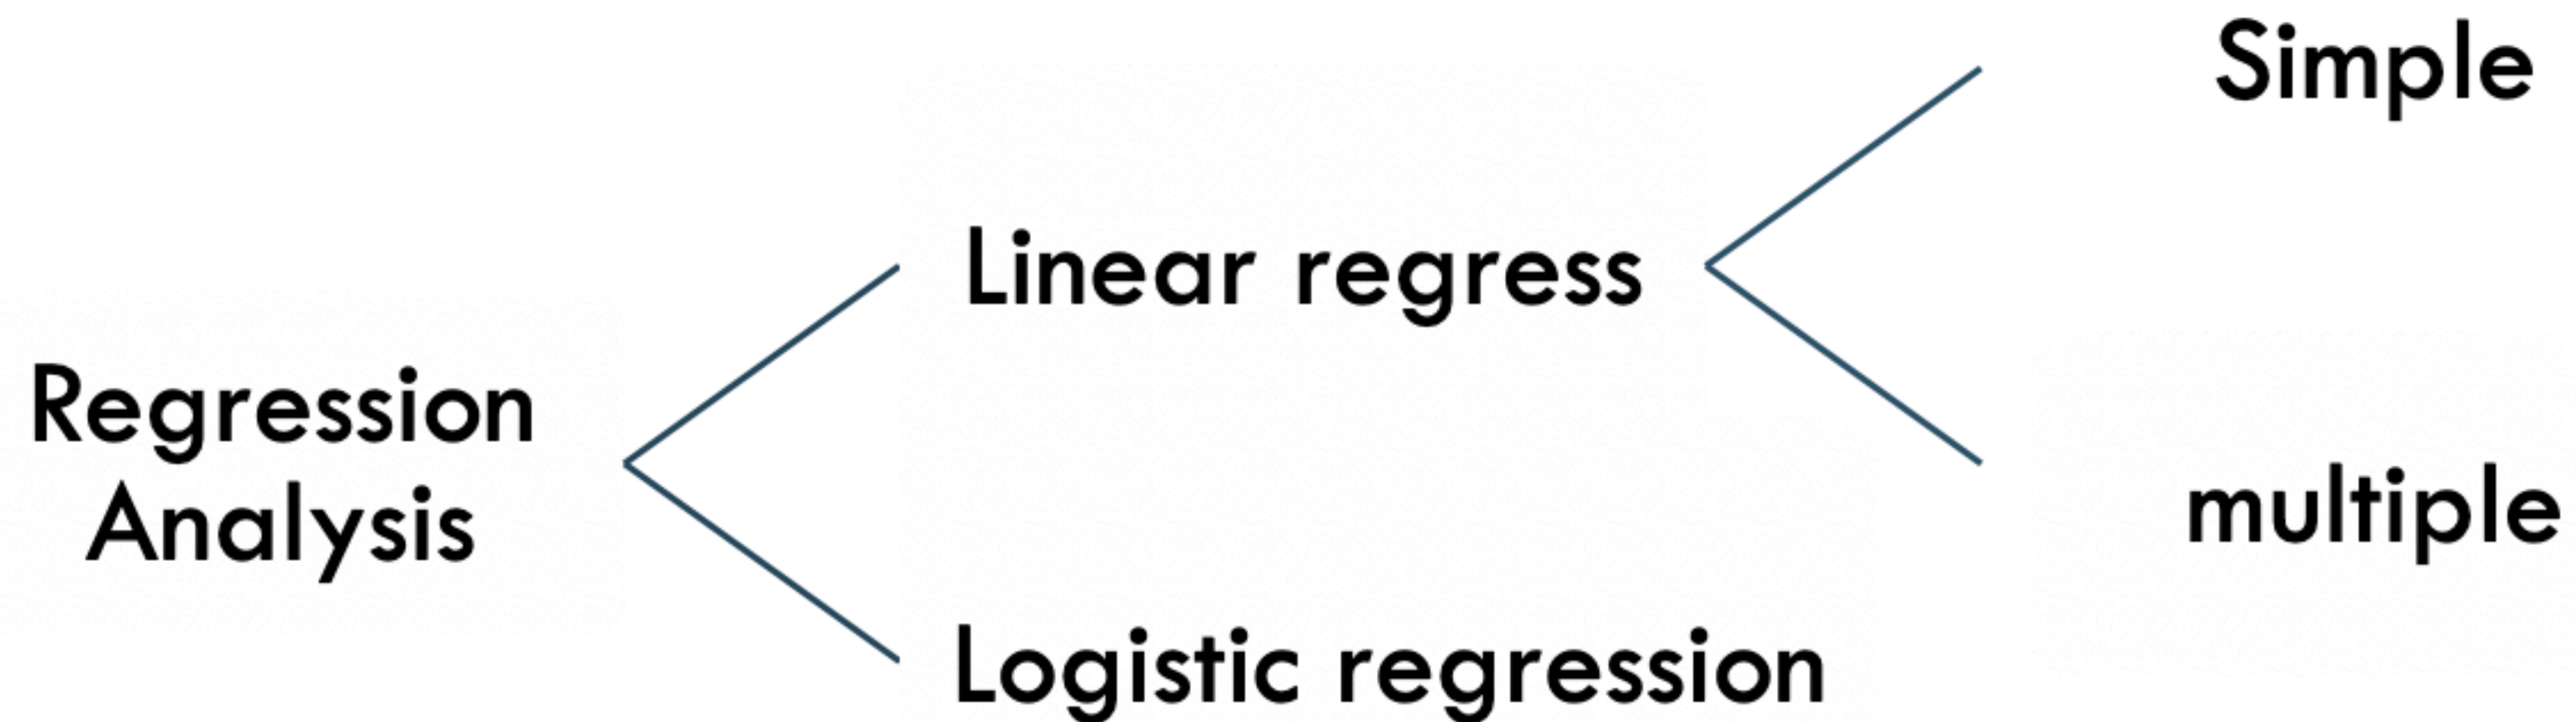 Simple
Linear regress
Regression
Analysis
multiple
Logistic regression